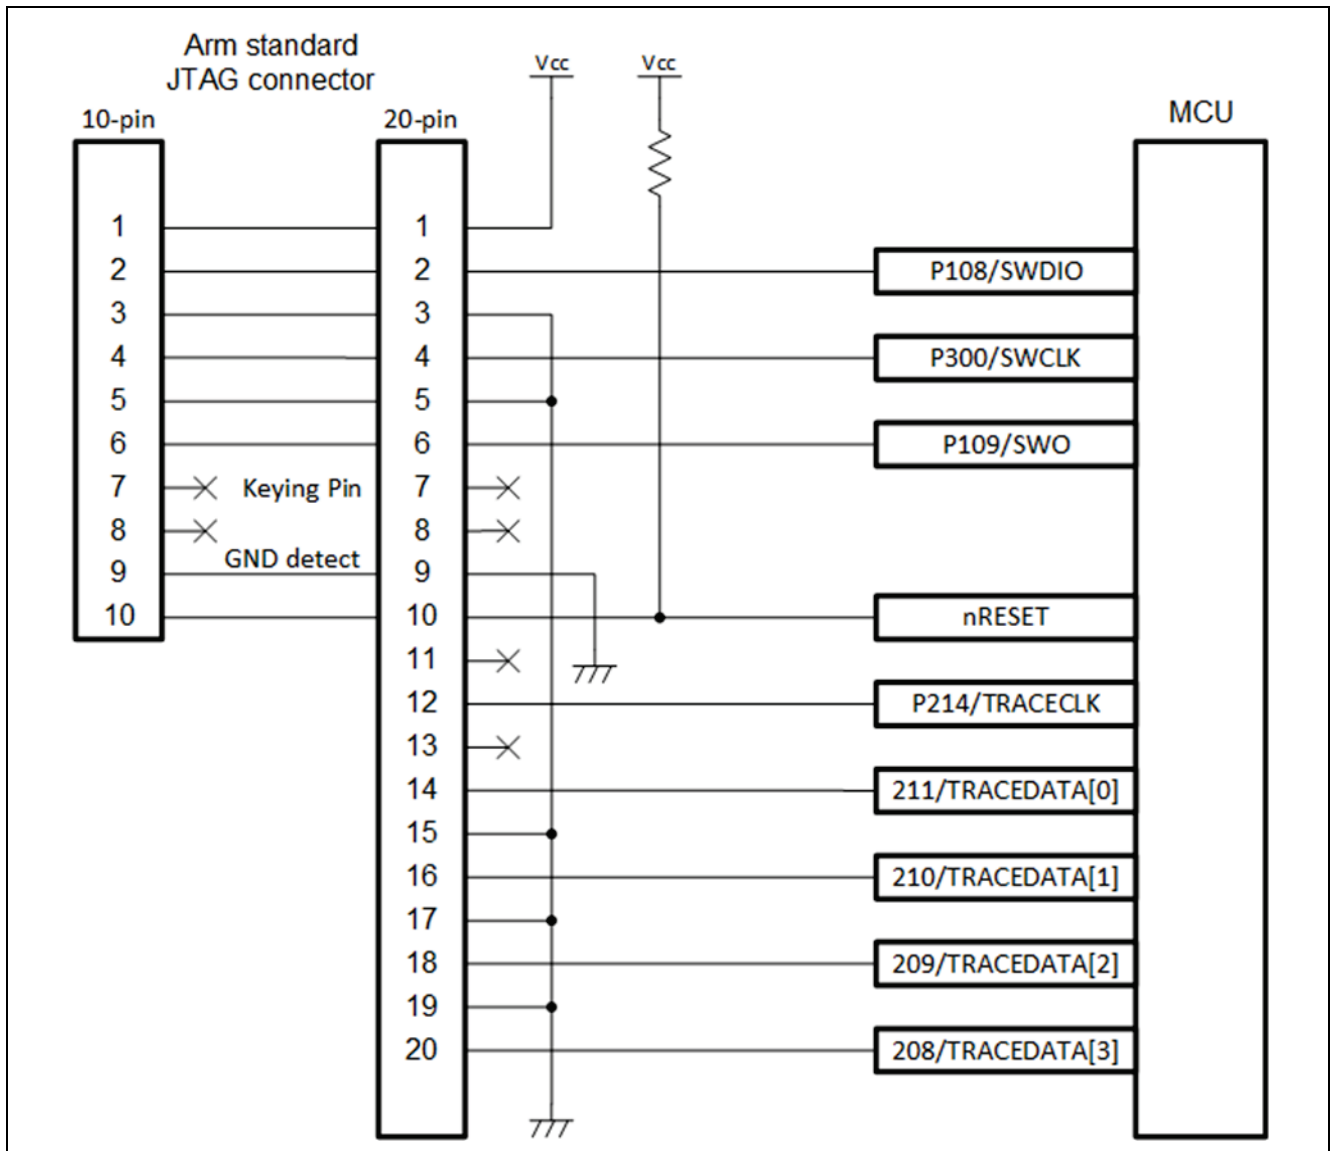 Arm standard
JTAG connector
Vcc
Vcc
10-pin
20-pin
MCU
1
1
2
2
P108/SWDIO
3
3
4
4
P300/SWCLK
5
5
6
6
P109/SWO
7
Keying Pin
7
8
8
GND detect
9
9
10
10
nRESET
11
12
P214/TRACECLK
13
14
211/TRACEDATA[0]
15
16
210/TRACEDATA[1]
17
18
209/TRACEDATA[2]
19
20
208/TRACEDATA[3]